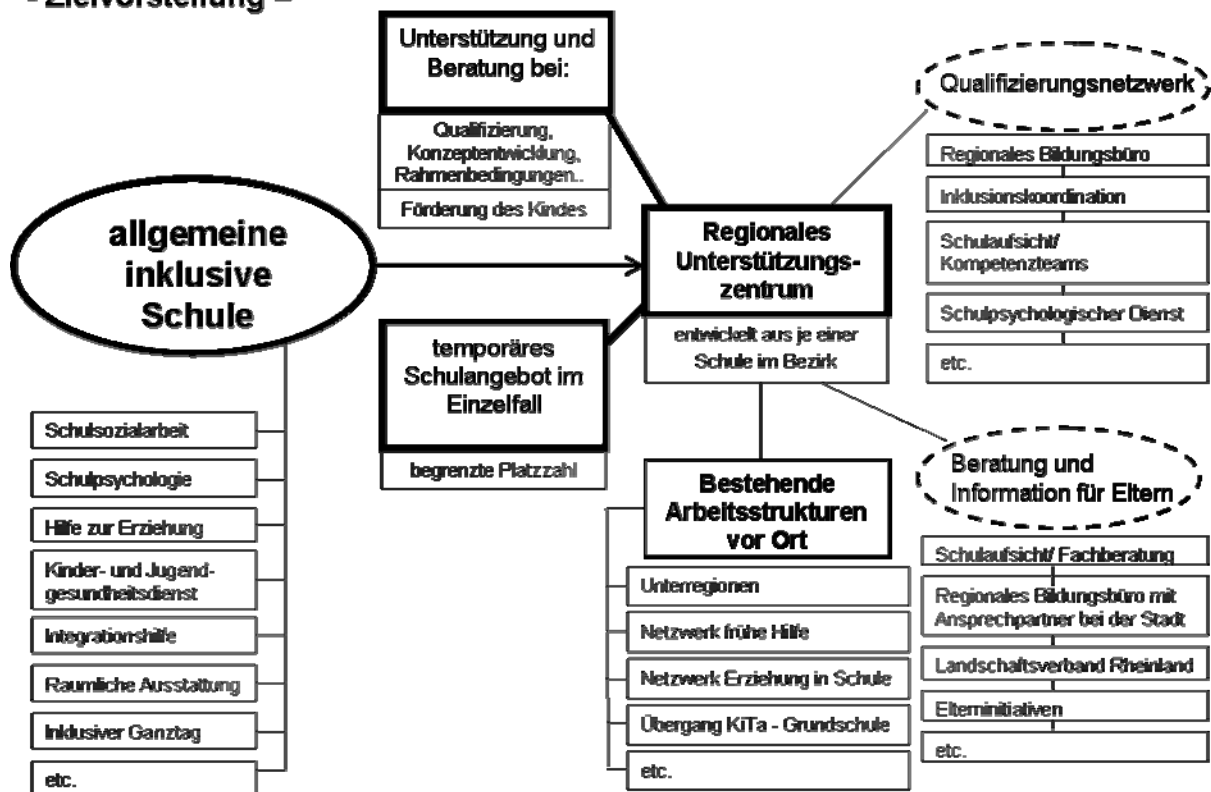 - Zielvorstellung –
Unterstützung und
Beratung bei:
Qualifizierung,
Konzeptentwicklung,
Rahmenbedingungen..
Förderung des Kindes
allgemeine
inklusive
Schule
Schulsozialarbeit
Schulpsychologie
Hilfe zur Erziehung
Kinder- und Jugend-
gesundheitsdienst
Integrationshilfe
Raumliche Ausstattung
Inklusiver Ganztag
etc.
temporäres
Schulangebot im
Einzelfall
begrenzte Platzzahl
Regionales
Unterstützungs-
zentrum
entwickelt aus je einer
Schule im Bezirk
Bestehende
Arbeitsstrukturen
vor Ort
Unterregionen
Netzwerk frühe Hilfe
Netzwerk Erziehung in Schule
Übergang KiTa - Grundschule
etc.
Qualifizierungsnetzwerk
Regionales Bildungsbüro
Inklusionskoordination
Schulaufsicht/
Kompetenzteams
Schulpsychologischer Dienst
etc.
Beratung und
Information für Eltern
Schulaufsicht/ Fachberatung
Regionales Bildungsbüro mit
Ansprechpartner bei der Stadt
Landschaftsverband Rheinland
Elterninitiativen
etc.